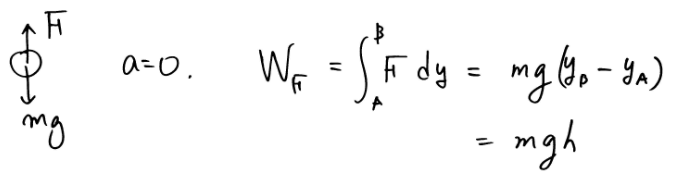 F
a=0. W_F = ∫_A^B F dy = mg(y_B - y_A)
mg
= mgh